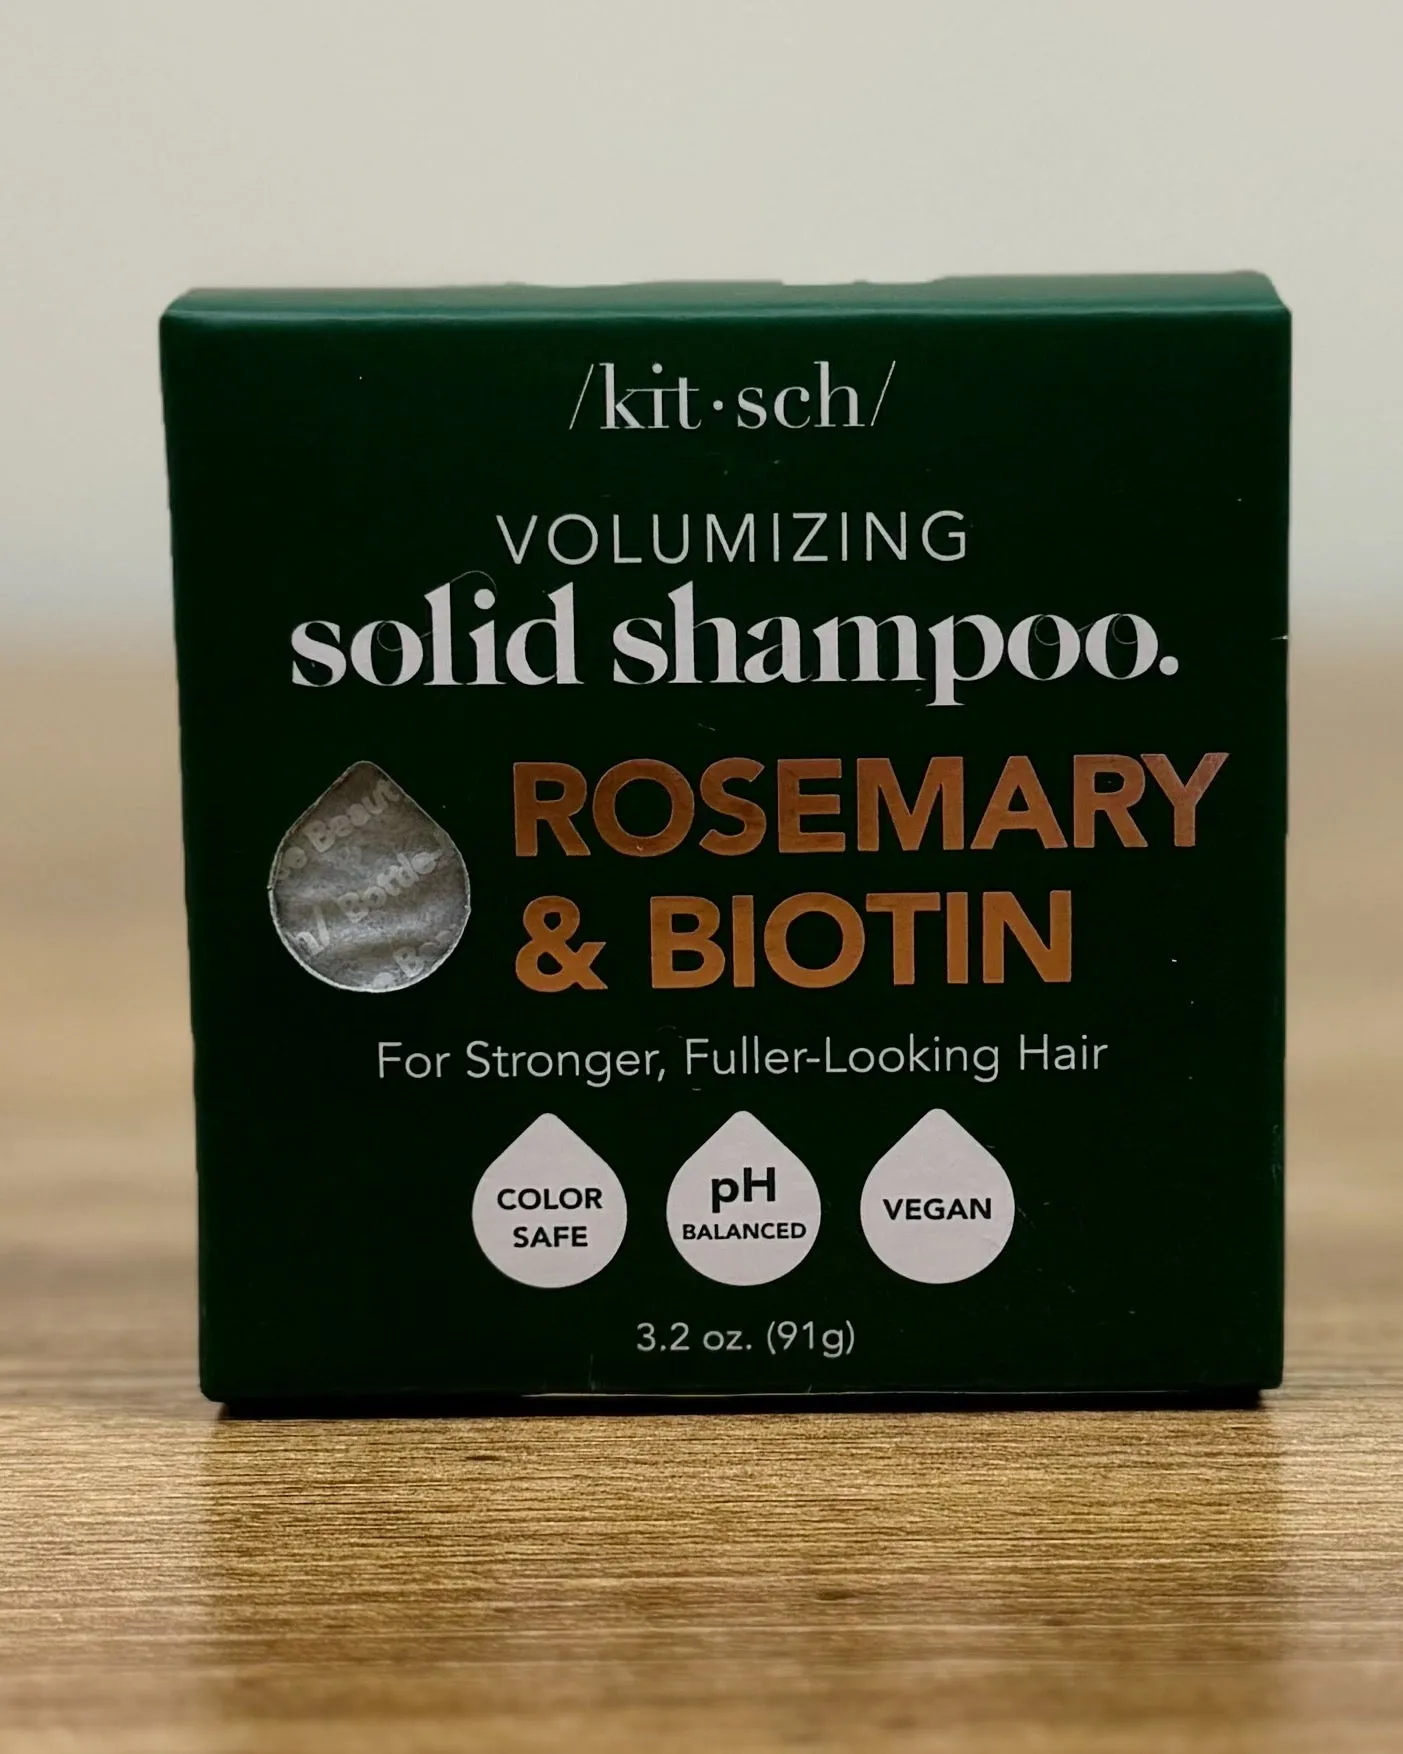 /kit·sch/
VOLUMIZING
solid shampoo.
ROSEMARY
& BIOTIN
For Stronger, Fuller-Looking Hair
COLOR
SAFE
pH
BALANCED
VEGAN
3.2 oz. (91g)